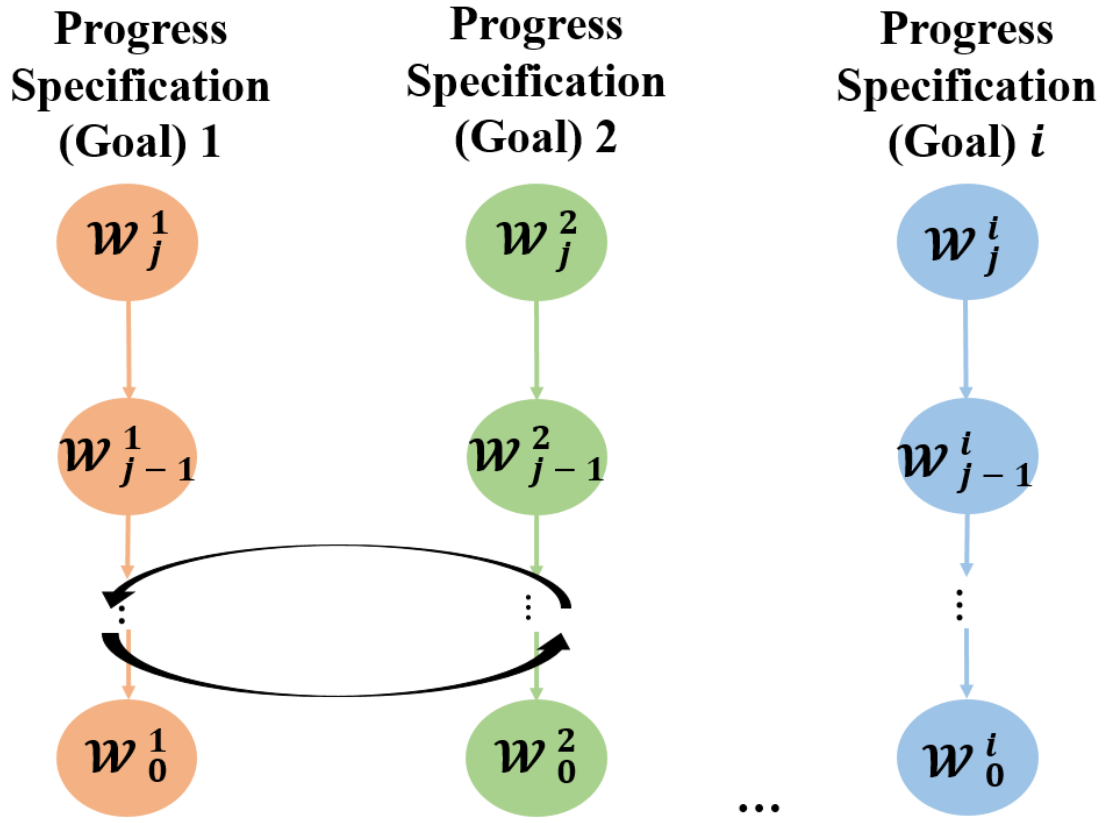 Progress
Specification
(Goal) 1
Progress
Specification
(Goal) 2
Progress
Specification
(Goal) i
𝒲 1 j
𝒲 2 j
𝒲 i j
𝒲 1 j − 1
𝒲 2 j − 1
𝒲 i j − 1
⋮
⋮
⋮
𝒲 1 0
𝒲 2 0
𝒲 i 0
...